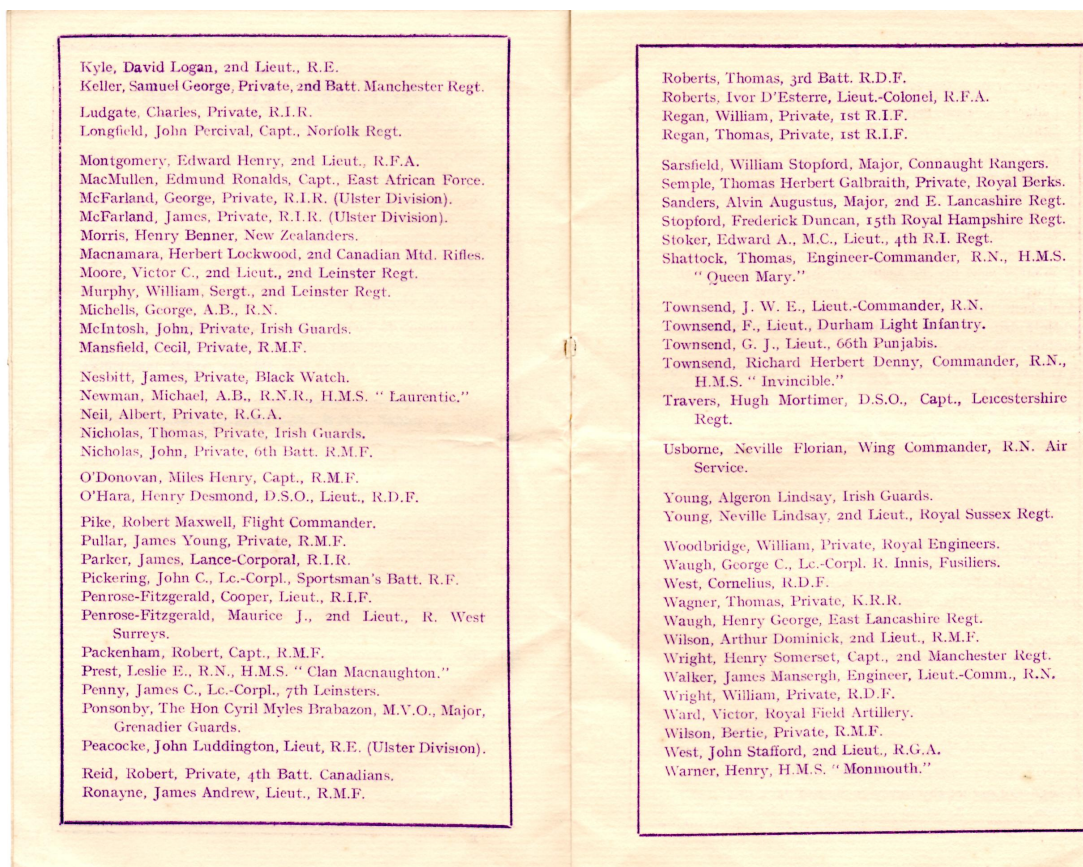 Kyle, David Logan, 2nd Lieut., R.E.
Keller, Samuel George, Private, 2nd Batt. Manchester Regt.
Ludgate, Charles, Private, R.I.R.
Longfield, John Percival, Capt., Norfolk Regt.
Montgomery, Edward Henry, 2nd Lieut., R.F.A.
MacMullen, Edmund Ronalds, Capt., East African Force.
McFarland, George, Private, R.I.R. (Ulster Division).
McFarland, James, Private, R.I.R. (Ulster Division).
Morris, Henry Benner, New Zealanders.
Macnamara, Herbert Lockwood, 2nd Canadian Mtd. Rifles.
Moore, Victor C., 2nd Lieut., 2nd Leinster Regt.
Murphy, William, Sergt., 2nd Leinster Regt.
Michells, George, A.B., R.N.
McIntosh, John, Private, Irish Guards.
Mansfield, Cecil, Private, R.M.F.
Nesbitt, James, Private, Black Watch.
Newman, Michael, A.B., R.N.R., H.M.S. " Laurentic."
Neil, Albert, Private, R.G.A.
Nicholas, Thomas, Private, Irish Guards.
Nicholas, John, Private, 6th Batt. R.M.F.
O'Donovan, Miles Henry, Capt., R.M.F.
O'Hara, Henry Desmond, D.S.O., Lieut., R.D.F.
Pike, Robert Maxwell, Flight Commander.
Pullar, James Young, Private, R.M.F.
Parker, James, Lance-Corporal, R.I.R.
Pickering, John C., Lc.-Corpl., Sportsman's Batt. R.F.
Penrose-Fitzgerald, Cooper, Lieut., R.I.F.
Penrose-Fitzgerald, Maurice J., 2nd Lieut., R. West
Surreys.
Packenham, Robert, Capt., R.M.F.
Prest, Leslie E., R.N., H.M.S. " Clan Macnaughton."
Penny, James C., Lc.-Corpl., 7th Leinsters.
Ponsonby, The Hon Cyril Myles Brabazon, M.V.O., Major,
Grenadier Guards.
Peacocke, John Luddington, Lieut, R.E. (Ulster Division).
Reid, Robert, Private, 4th Batt. Canadians.
Ronayne, James Andrew, Lieut., R.M.F.
Roberts, Thomas, 3rd Batt. R.D.F.
Roberts, Ivor D'Esterre, Lieut.-Colonel, R.F.A.
Regan, William, Private, 1st R.I.F.
Regan, Thomas, Private, 1st R.I.F.
Sarsfield, William Stopford, Major, Connaught Rangers.
Semple, Thomas Herbert Galbraith, Private, Royal Berks.
Sanders, Alvin Augustus, Major, 2nd E. Lancashire Regt.
Stopford, Frederick Duncan, 15th Royal Hampshire Regt.
Stoker, Edward A., M.C., Lieut., 4th R.I. Regt.
Shattock, Thomas, Engineer-Commander, R.N., H.M.S.
" Queen Mary."
Townsend, J. W. E., Lieut.-Commander, R.N.
Townsend, F., Lieut., Durham Light Infantry.
Townsend, G. J., Lieut., 66th Punjabis.
Townsend, Richard Herbert Denny, Commander, R.N.,
H.M.S. " Invincible."
Travers, Hugh Mortimer, D.S.O., Capt., Leicestershire
Regt.
Usborne, Neville Florian, Wing Commander, R.N. Air
Service.
Young, Algeron Lindsay, Irish Guards.
Young, Neville Lindsay, 2nd Lieut., Royal Sussex Regt.
Woodbridge, William, Private, Royal Engineers.
Waugh, George C., Lc.-Corpl. R. Innis, Fusiliers.
West, Cornelius, R.D.F.
Wagner, Thomas, Private, K.R.R.
Waugh, Henry George, East Lancashire Regt.
Wilson, Arthur Dominick, 2nd Lieut., R.M.F.
Wright, Henry Somerset, Capt., 2nd Manchester Regt.
Walker, James Mansergh, Engineer, Lieut.-Comm., R.N.
Wright, William, Private, R.D.F.
Ward, Victor, Royal Field Artillery.
Wilson, Bertie, Private, R.M.F.
West, John Stafford, 2nd Lieut., R.G.A.
Warner, Henry, H.M.S. " Monmouth."